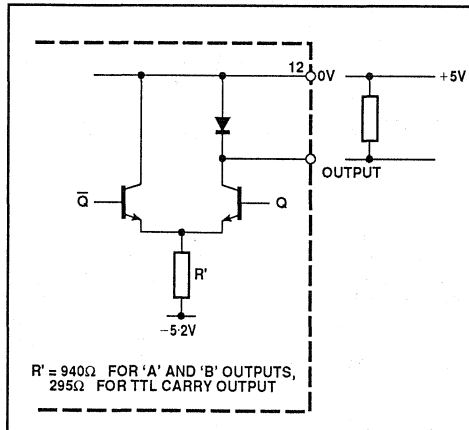 12
0V
+5V
OUTPUT
Q̅
Q
R'
−5·2V
R' = 940Ω FOR 'A' AND 'B' OUTPUTS,
295Ω FOR TTL CARRY OUTPUT